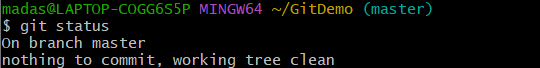 madas@LAPTOP-COGG6S5P MINGW64 ~/GitDemo (master)
$ git status
On branch master
nothing to commit, working tree clean